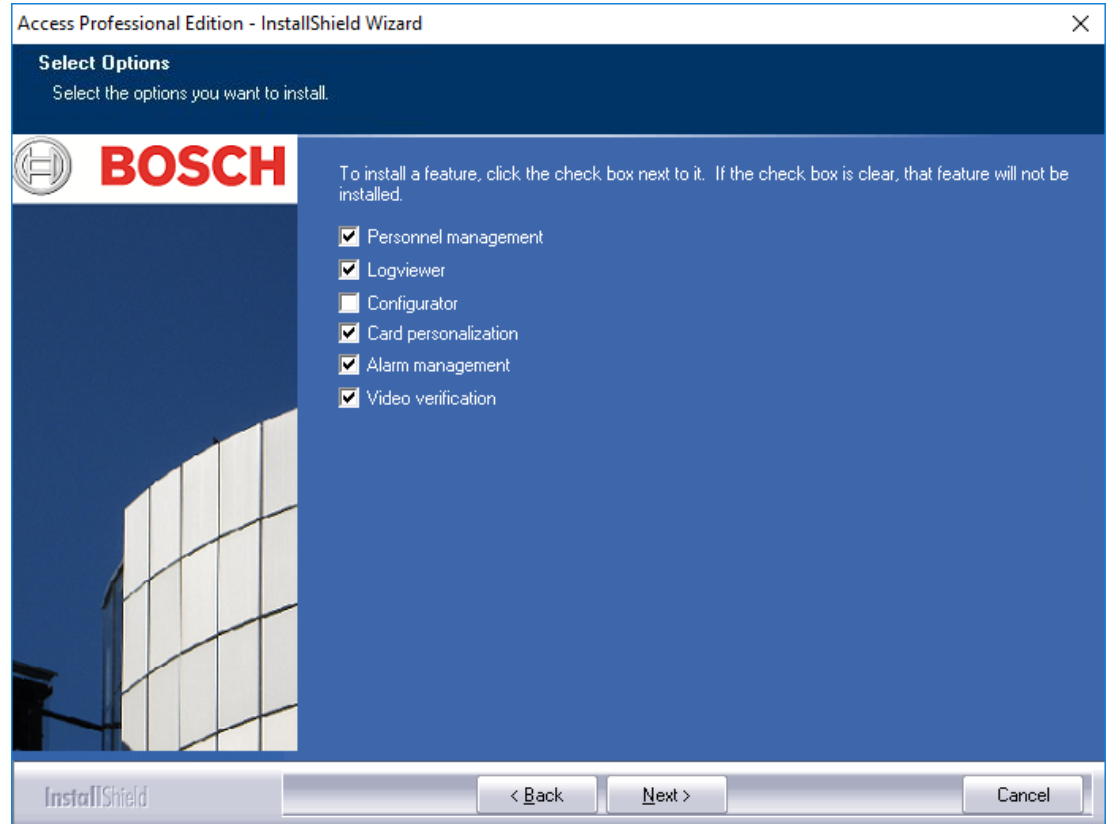 Access Professional Edition - InstallShield Wizard
Select Options
Select the options you want to install.
BOSCH
To install a feature, click the check box next to it.  If the check box is clear, that feature will not be
installed.
Personnel management
Logviewer
Configurator
Card personalization
Alarm management
Video verification
InstallShield
< Back
Next >
Cancel